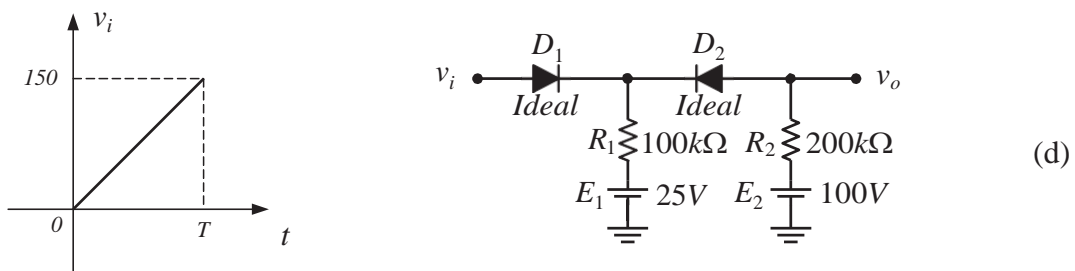 v_i
150
0
T
t
D_1
D_2
v_i
v_o
Ideal
Ideal
R_1 100kΩ
R_2 200kΩ
E_1 25V
E_2 100V
(d)